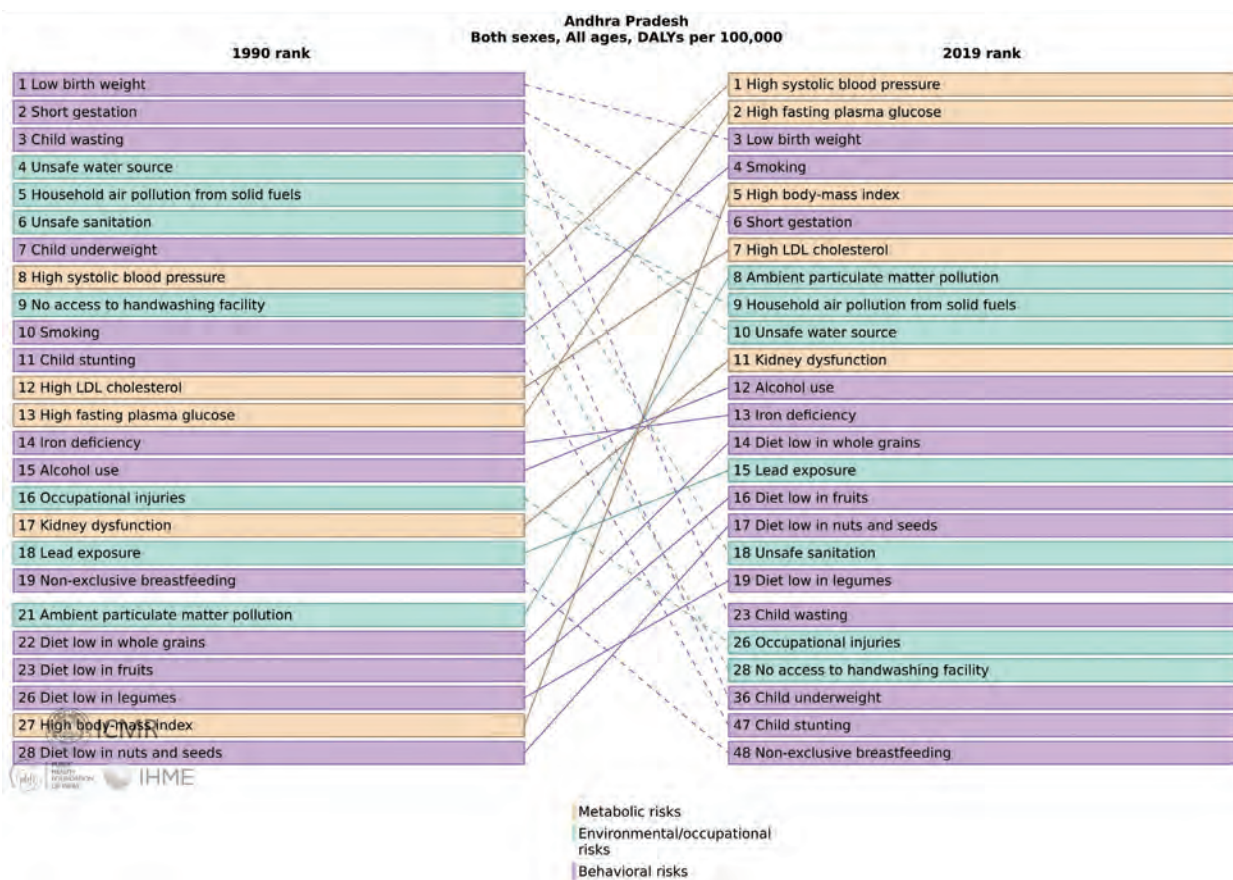 Andhra Pradesh
Both sexes, All ages, DALYs per 100,000
1990 rank
2019 rank
1 Low birth weight
2 Short gestation
3 Child wasting
4 Unsafe water source
5 Household air pollution from solid fuels
6 Unsafe sanitation
7 Child underweight
8 High systolic blood pressure
9 No access to handwashing facility
10 Smoking
11 Child stunting
12 High LDL cholesterol
13 High fasting plasma glucose
14 Iron deficiency
15 Alcohol use
16 Occupational injuries
17 Kidney dysfunction
18 Lead exposure
19 Non-exclusive breastfeeding
21 Ambient particulate matter pollution
22 Diet low in whole grains
23 Diet low in fruits
26 Diet low in legumes
27 High body-mass index
28 Diet low in nuts and seeds
1 High systolic blood pressure
2 High fasting plasma glucose
3 Low birth weight
4 Smoking
5 High body-mass index
6 Short gestation
7 High LDL cholesterol
8 Ambient particulate matter pollution
9 Household air pollution from solid fuels
10 Unsafe water source
11 Kidney dysfunction
12 Alcohol use
13 Iron deficiency
14 Diet low in whole grains
15 Lead exposure
16 Diet low in fruits
17 Diet low in nuts and seeds
18 Unsafe sanitation
19 Diet low in legumes
23 Child wasting
26 Occupational injuries
28 No access to handwashing facility
36 Child underweight
47 Child stunting
48 Non-exclusive breastfeeding
ICMR
PUBLIC
HEALTH
FOUNDATION
OF INDIA
IHME
Metabolic risks
Environmental/occupational
risks
Behavioral risks